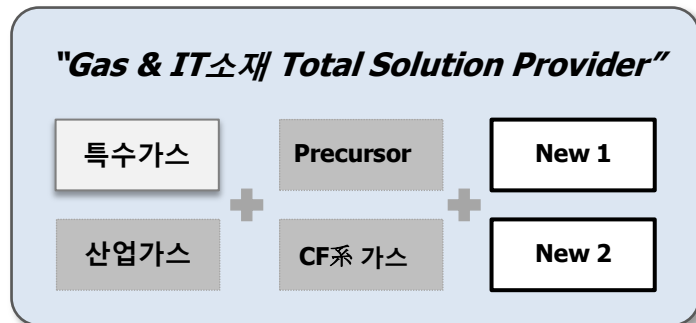 “Gas & IT소재 Total Solution Provider”
특수가스 Precursor New 1
산업가스 CF系 가스 New 2